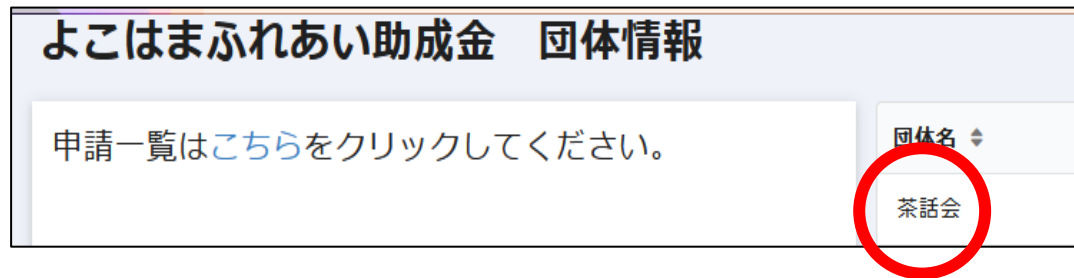 よこはまふれあい助成金　団体情報
申請一覧はこちらをクリックしてください。
団体名
茶話会